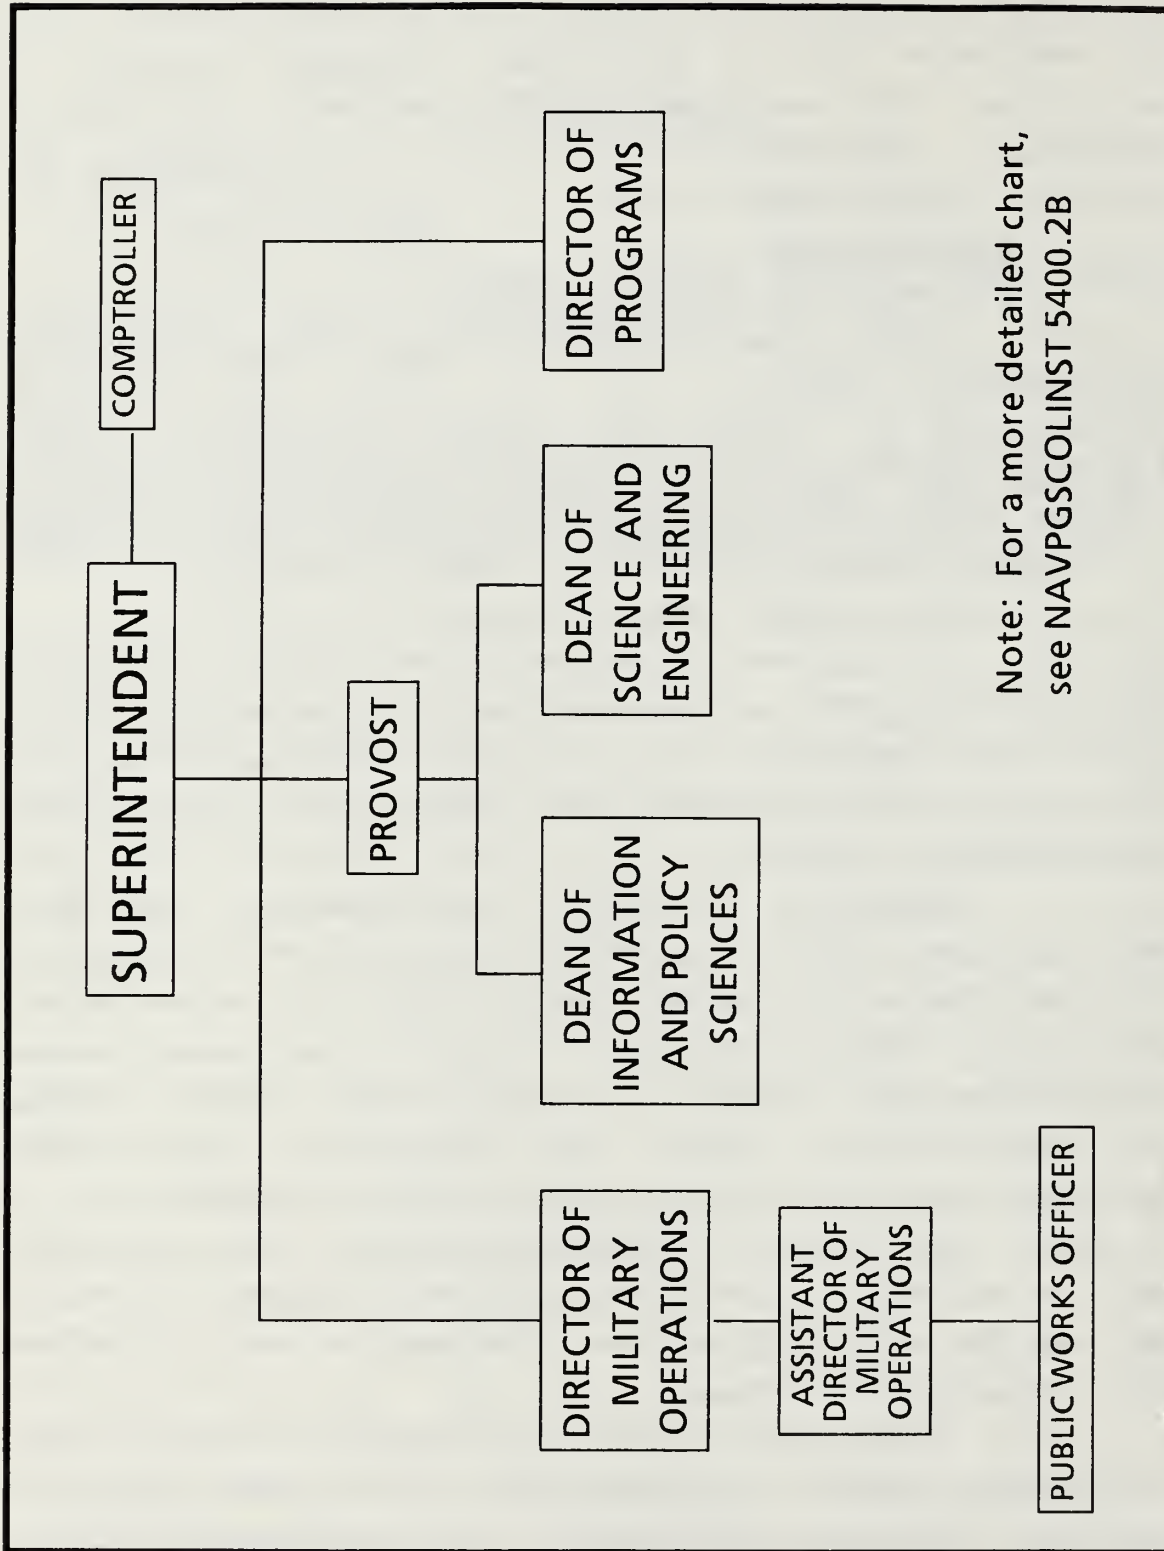 SUPERINTENDENT
COMPTROLLER
PROVOST
DIRECTOR OF
MILITARY
OPERATIONS
DEAN OF
INFORMATION
AND POLICY
SCIENCES
DEAN OF
SCIENCE AND
ENGINEERING
DIRECTOR OF
PROGRAMS
ASSISTANT
DIRECTOR OF
MILITARY
OPERATIONS
PUBLIC WORKS OFFICER
Note: For a more detailed chart,
see NAVPGSCOLINST 5400.2B